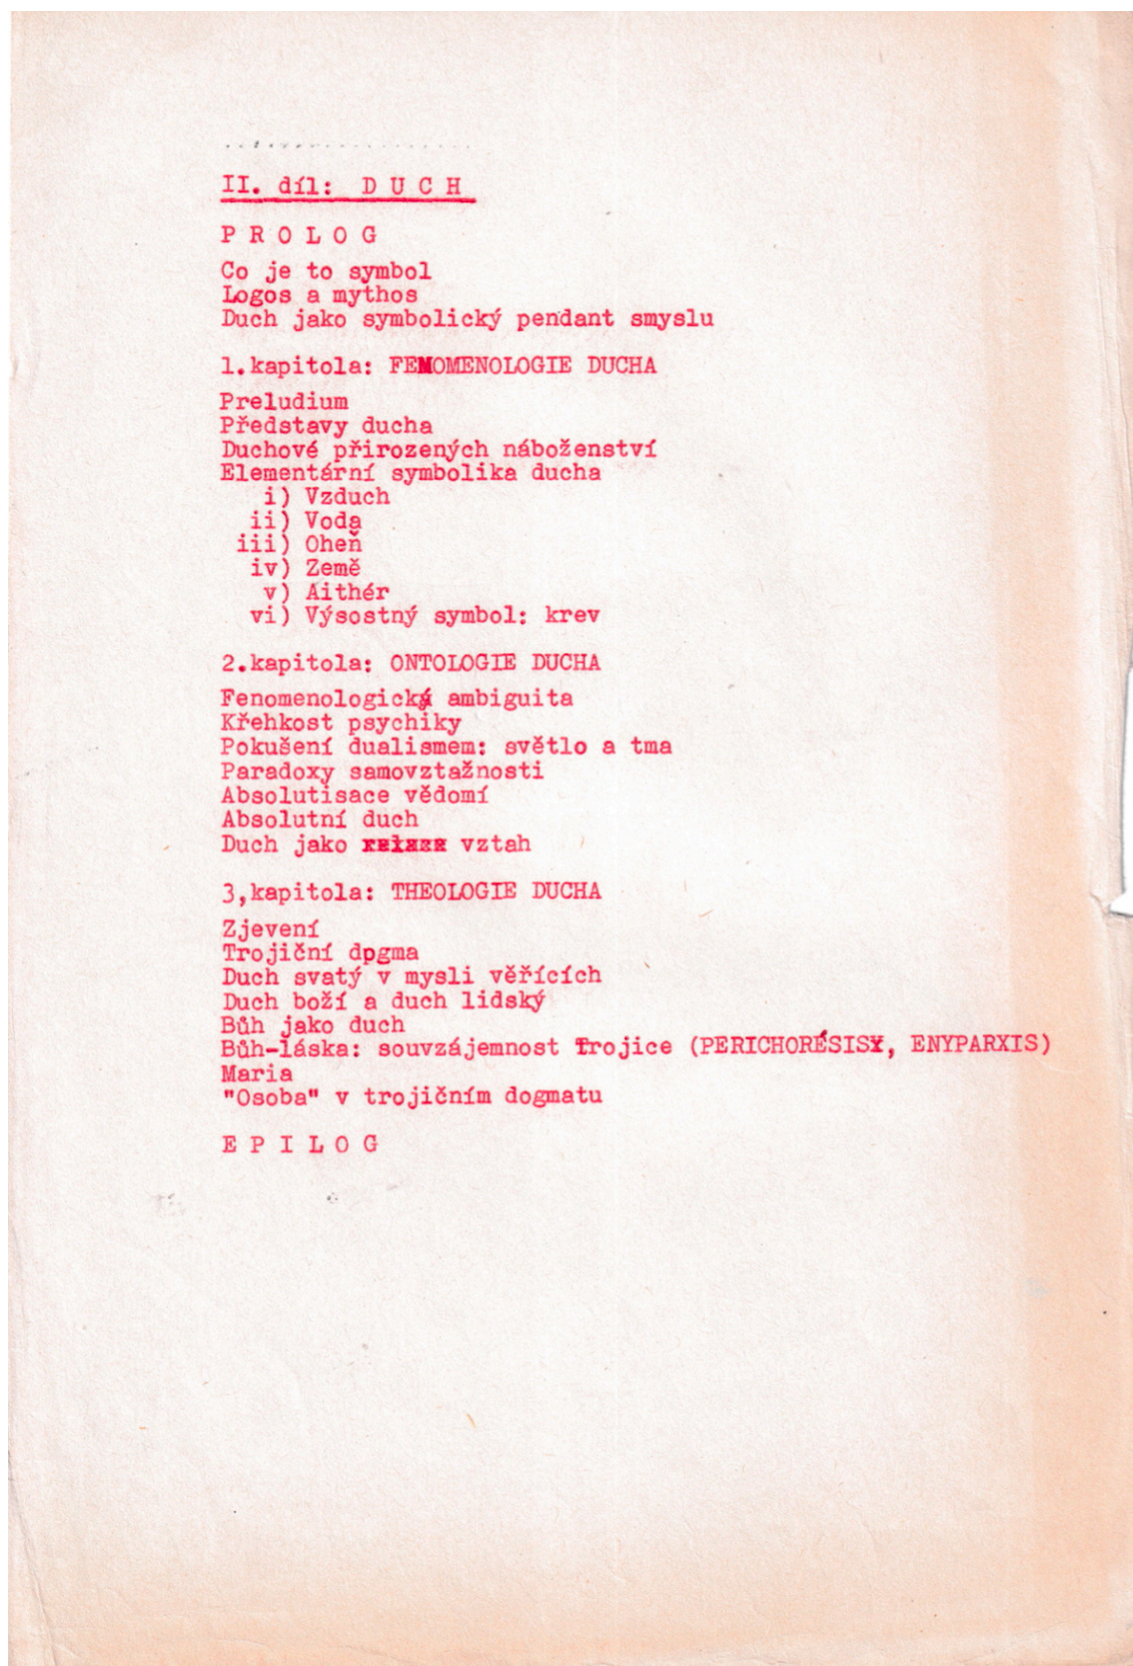 II. díl: D U C H
P R O L O G
Co je to symbol
Logos a mythos
Duch jako symbolický pendant smyslu
1.kapitola: FENOMENOLOGIE DUCHA
Preludium
Představy ducha
Duchové přirozených náboženství
Elementární symbolika ducha
i) Vzduch
ii) Voda
iii) Oheň
iv) Země
v) Aithér
vi) Výsostný symbol: krev
2.kapitola: ONTOLOGIE DUCHA
Fenomenologická ambiguita
Křehkost psychiky
Pokušení dualismem: světlo a tma
Paradoxy samovztažnosti
Absolutisace vědomí
Absolutní duch
Duch jako vztah
3,kapitola: THEOLOGIE DUCHA
Zjevení
Trojiční dpgma
Duch svatý v mysli věřících
Duch boží a duch lidský
Bůh jako duch
Bůh-láska: souvzájemnost Trojice (PERICHORÉSIS, ENYPARXIS)
Maria
"Osoba" v trojičním dogmatu
E P I L O G